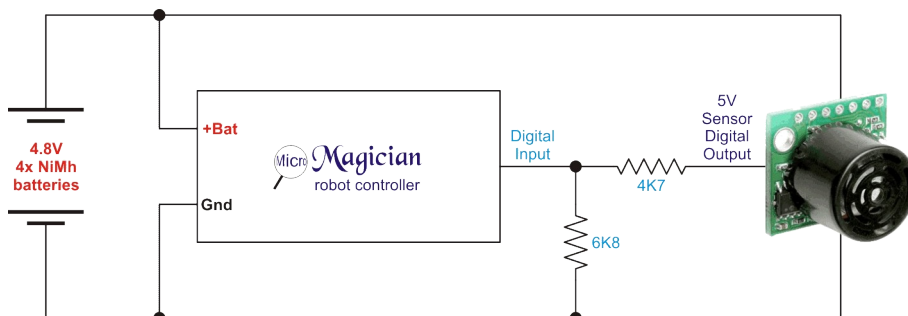 4.8V
4x NiMh
batteries
+Bat
Gnd
Micro Magician
robot controller
Digital
Input
4K7
6K8
5V
Sensor
Digital
Output